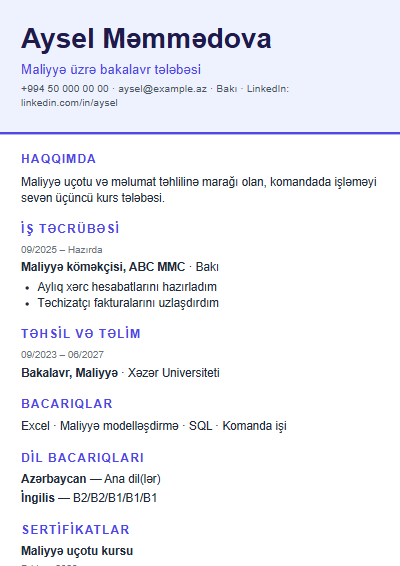 Aysel Məmmədova
Maliyyə üzrə bakalavr tələbəsi
+994 50 000 00 00 · aysel@example.az · Bakı · LinkedIn:
linkedin.com/in/aysel
HAQQIMDA
Maliyyə uçotu və məlumat təhlilinə marağı olan, komandada işləməyi
sevən üçüncü kurs tələbəsi.
İŞ TƏCRÜBƏSİ
09/2025 – Hazırda
Maliyyə köməkçisi, ABC MMC · Bakı
• Aylıq xərc hesabatlarını hazırladım
• Təchizatçı fakturalarını uzlaşdırdım
TƏHSİL VƏ TƏLİM
09/2023 – 06/2027
Bakalavr, Maliyyə · Xəzər Universiteti
BACARIQLAR
Excel · Maliyyə modelləşdirmə · SQL · Komanda işi
DİL BACARIQLARI
Azərbaycan — Ana dil(lər)
İngilis — B2/B2/B1/B1/B1
SERTİFİKATLAR
Maliyyə uçotu kursu